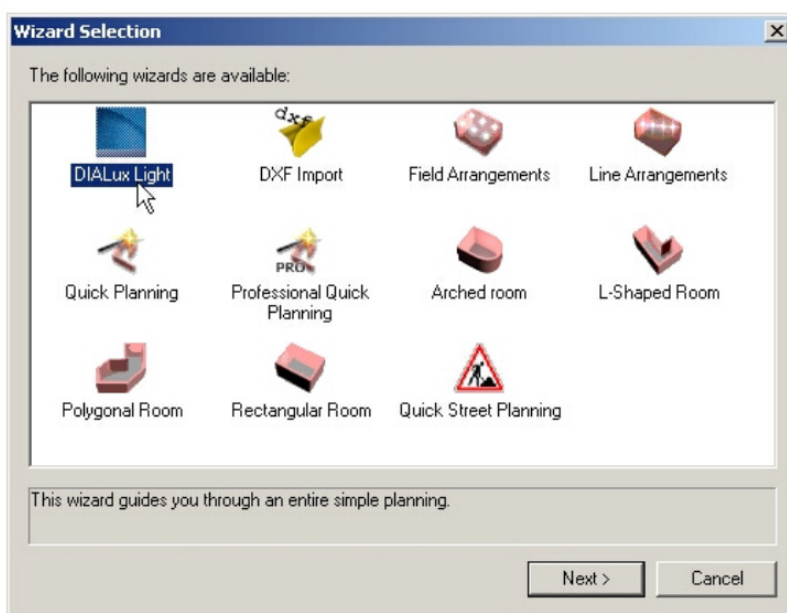 Wizard Selection
The following wizards are available:
dxf
DIALux Light
DXF Import
Field Arrangements
Line Arrangements
PRO
Quick Planning
Professional Quick
Planning
Arched room
L-Shaped Room
Polygonal Room
Rectangular Room
Quick Street Planning
This wizard guides you through an entire simple planning.
Next >
Cancel